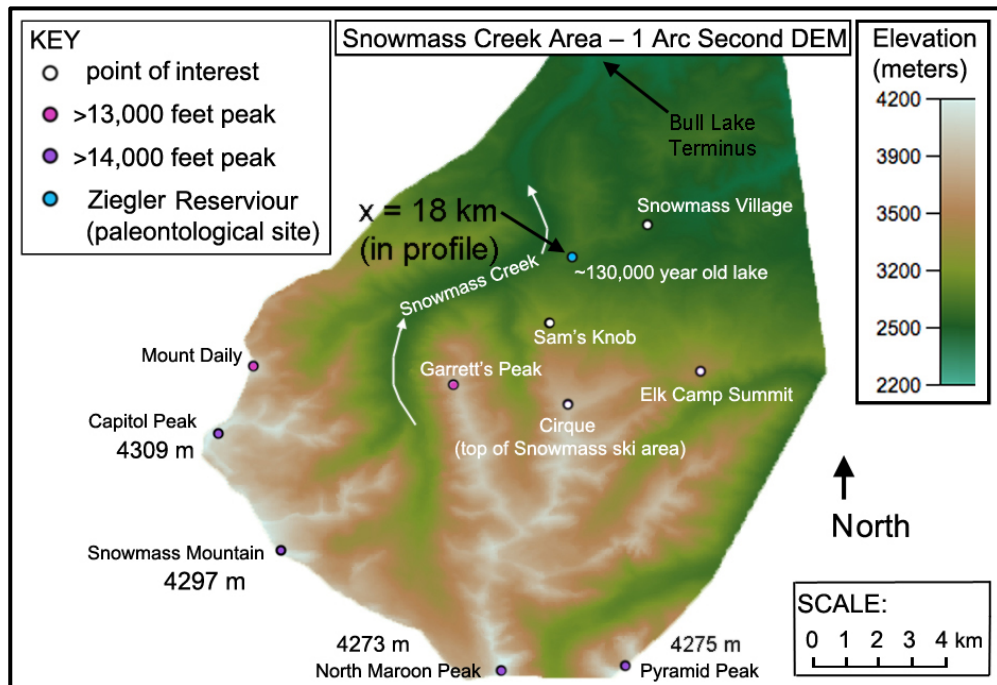 KEY
point of interest
>13,000 feet peak
>14,000 feet peak
Ziegler Reserviour
(paleontological site)
Snowmass Creek Area – 1 Arc Second DEM
Elevation
(meters)
4200
3900
3500
3200
2500
2200
Bull Lake
Terminus
x = 18 km
(in profile)
Snowmass Village
Snowmass Creek
~130,000 year old lake
Sam's Knob
Mount Daily
Garrett's Peak
Elk Camp Summit
Capitol Peak
4309 m
Cirque
(top of Snowmass ski area)
North
Snowmass Mountain
4297 m
SCALE:
0 1 2 3 4 km
4273 m
North Maroon Peak
4275 m
Pyramid Peak